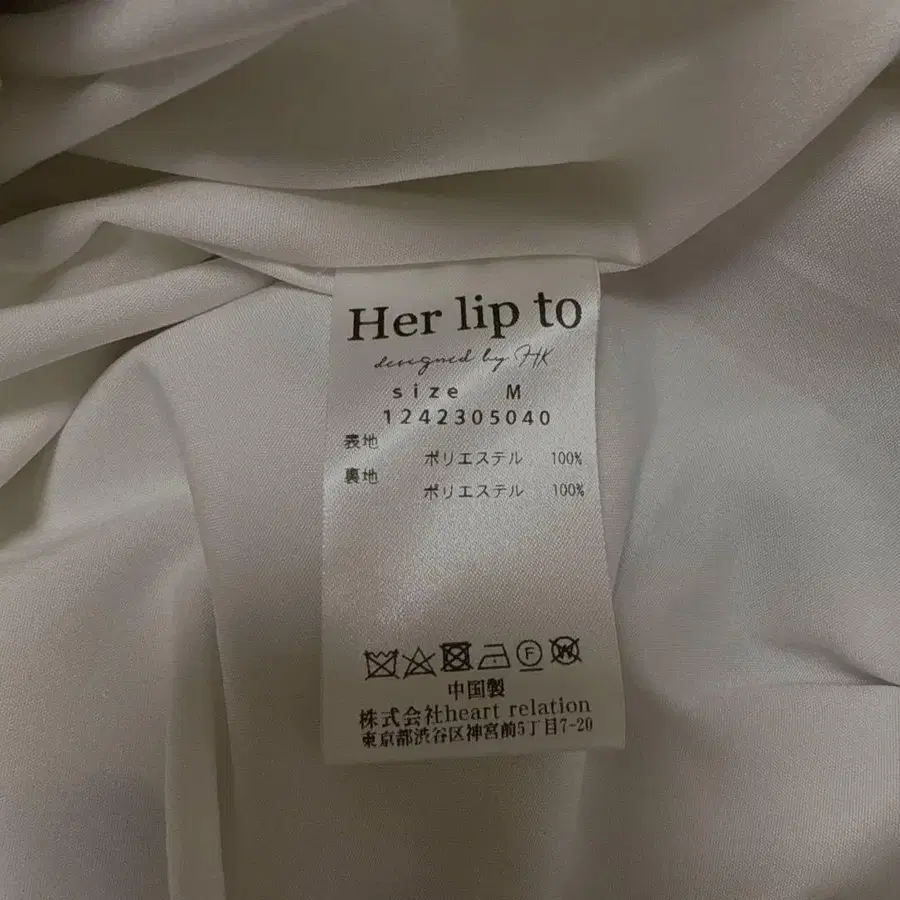 Her lip to
designed by HK
size M
1242305040
表地
ポリエステル 100%
裏地
ポリエステル 100%
中国製
株式会社heart relation
東京都渋谷区神宮前5丁目7-20